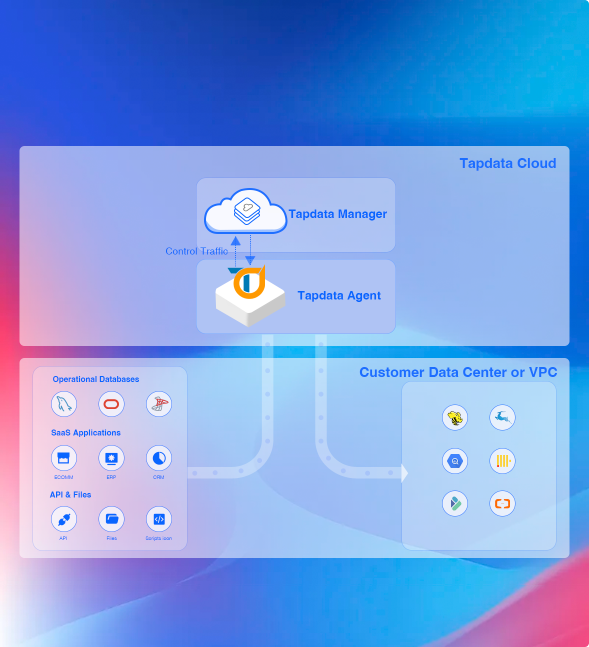 Tapdata Cloud
Tapdata Manager
Control Traffic
Tapdata Agent
Customer Data Center or VPC
Operational Databases
SaaS Applications
ECOMM
ERP
CRM
API & Files
API
Files
Scripts Icon